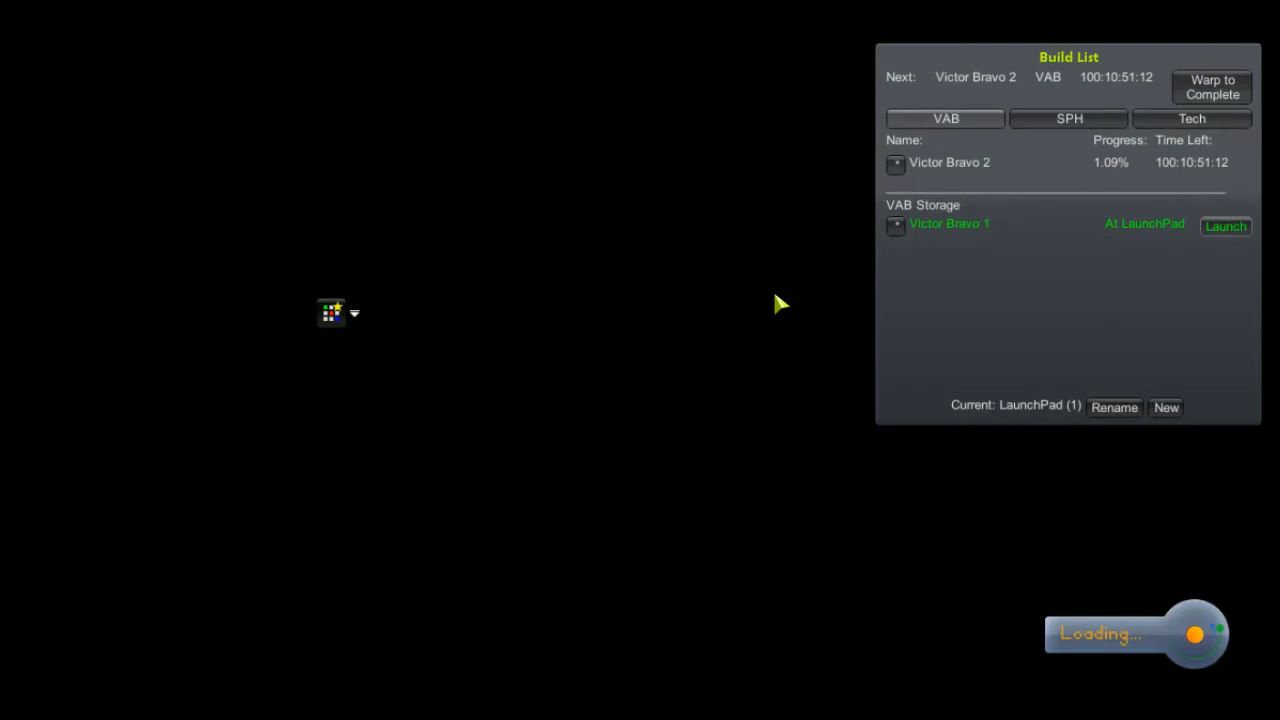 Build List
Next: Victor Bravo 2 VAB 100:10:51:12 Warp to Complete
VAB SPH Tech
Name: Progress: Time Left:
* Victor Bravo 2 1.09% 100:10:51:12
VAB Storage
* Victor Bravo 1 At LaunchPad Launch
Current: LaunchPad (1) Rename New
Loading...